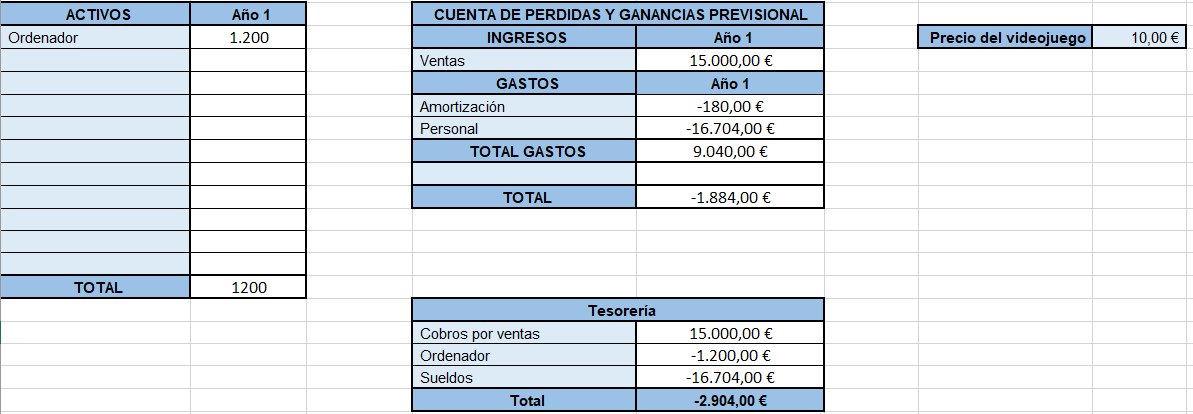 ACTIVOS Año 1
Ordenador 1.200
TOTAL 1200
CUENTA DE PERDIDAS Y GANANCIAS PREVISIONAL
INGRESOS Año 1
Ventas 15.000,00 €
GASTOS Año 1
Amortización -180,00 €
Personal -16.704,00 €
TOTAL GASTOS 9.040,00 €
TOTAL -1.884,00 €
Tesorería
Cobros por ventas 15.000,00 €
Ordenador -1.200,00 €
Sueldos -16.704,00 €
Total -2.904,00 €
Precio del videojuego 10,00 €